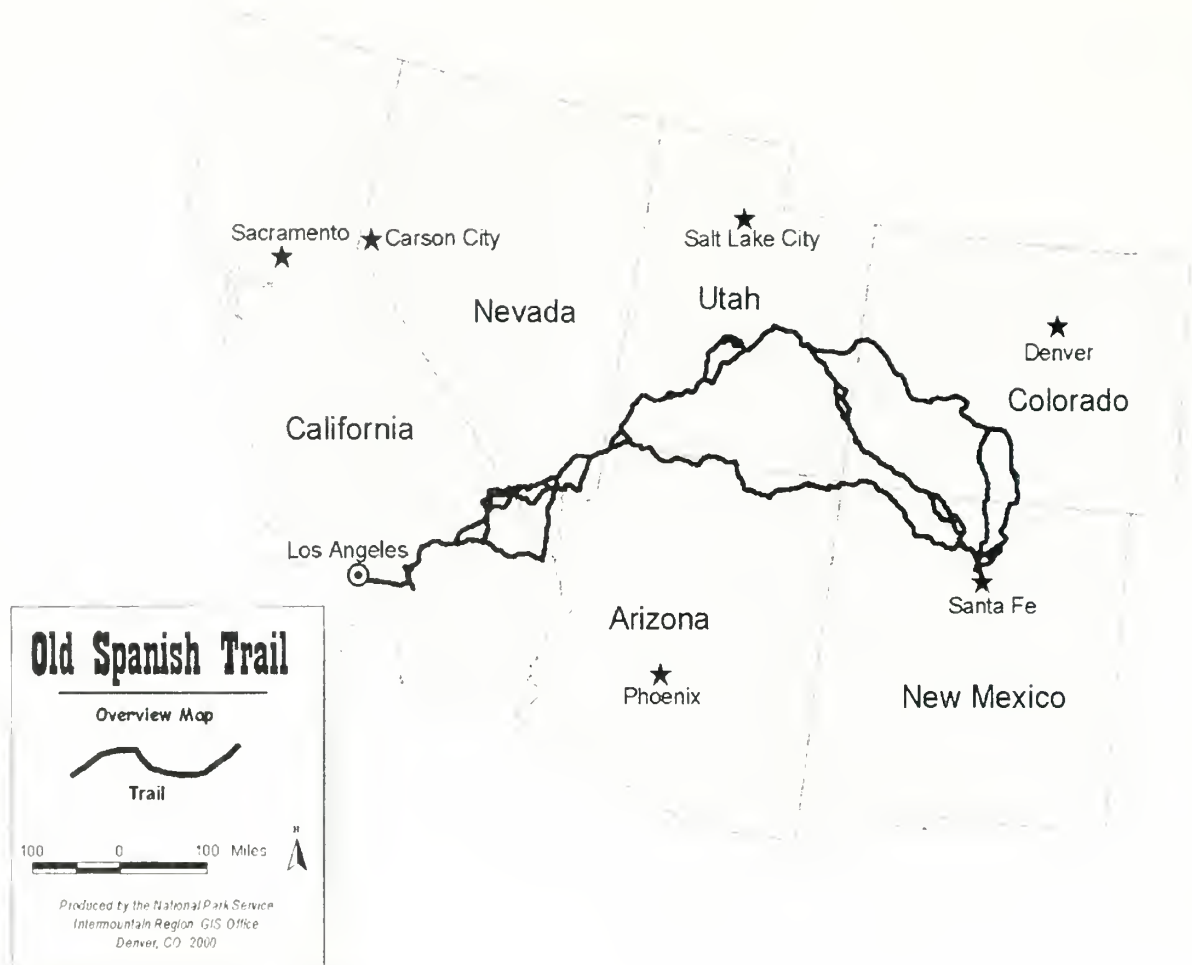 Sacramento
Carson City
Salt Lake City
Nevada
Utah
Denver
Colorado
California
Los Angeles
Santa Fe
Arizona
Phoenix
New Mexico
Old Spanish Trail
Overview Map
Trail
N
100 0 100 Miles
Produced by the National Park Service
Intermountain Region GIS Office
Denver, CO 2000